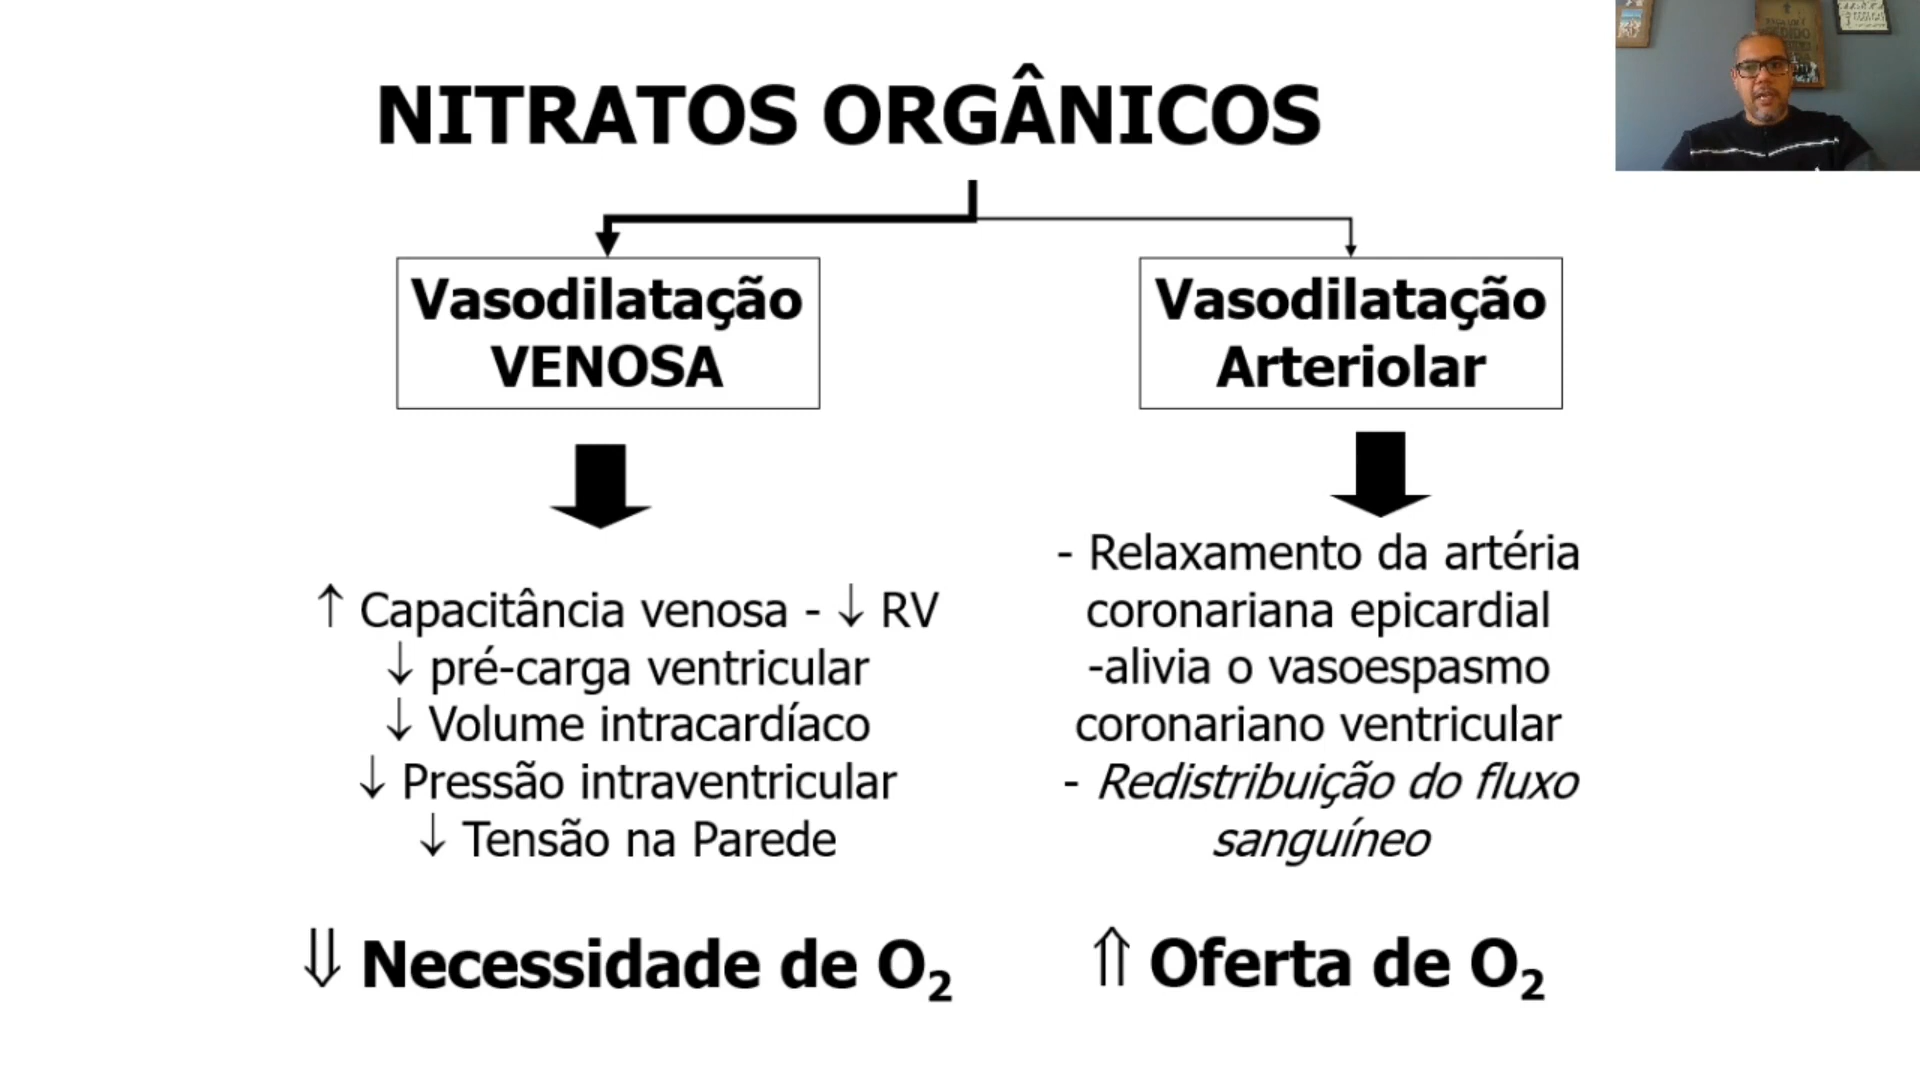 NITRATOS ORGÂNICOS
Vasodilatação
VENOSA
↑ Capacitância venosa - ↓ RV
↓ pré-carga ventricular
↓ Volume intracardíaco
↓ Pressão intraventricular
↓ Tensão na Parede
⇓ Necessidade de O₂
Vasodilatação
Arteriolar
- Relaxamento da artéria
coronariana epicardial
-alivia o vasoespasmo
coronariano ventricular
- Redistribuição do fluxo
sanguíneo
⇑ Oferta de O₂